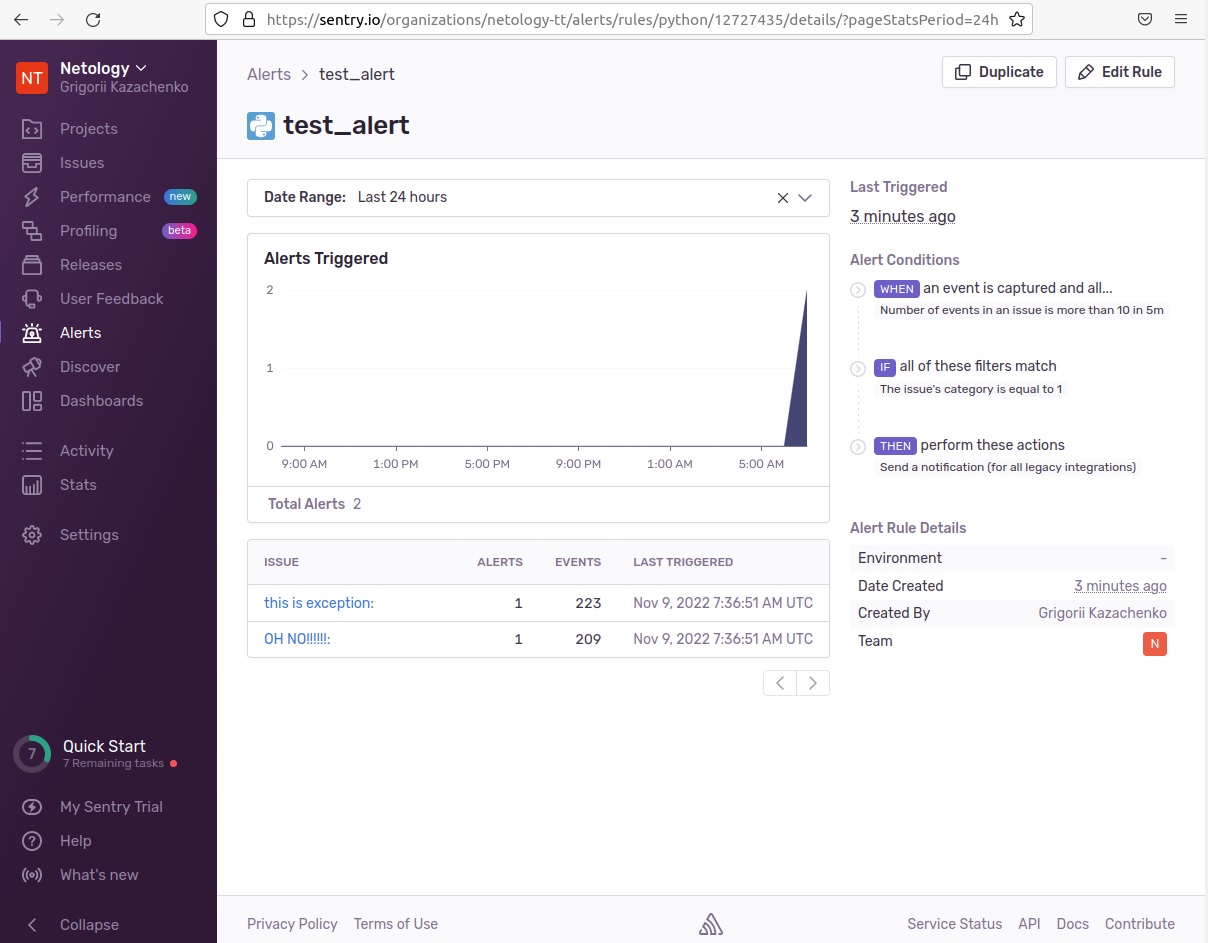 https://sentry.io/organizations/netology-tt/alerts/rules/python/12727435/details/?pageStatsPeriod=24h
NT
Netology
Grigorii Kazachenko
Projects
Issues
Performance new
Profiling beta
Releases
User Feedback
Alerts
Discover
Dashboards
Activity
Stats
Settings
7
Quick Start
7 Remaining tasks
My Sentry Trial
Help
What's new
Collapse
Alerts > test_alert
Duplicate
Edit Rule
test_alert
Date Range: Last 24 hours
Alerts Triggered
2
1
0
9:00 AM 1:00 PM 5:00 PM 9:00 PM 1:00 AM 5:00 AM
Total Alerts 2
ISSUE ALERTS EVENTS LAST TRIGGERED
this is exception: 1 223 Nov 9, 2022 7:36:51 AM UTC
OH NO!!!!!!: 1 209 Nov 9, 2022 7:36:51 AM UTC
Last Triggered
3 minutes ago
Alert Conditions
WHEN an event is captured and all...
Number of events in an issue is more than 10 in 5m
IF all of these filters match
The issue's category is equal to 1
THEN perform these actions
Send a notification (for all legacy integrations)
Alert Rule Details
Environment -
Date Created 3 minutes ago
Created By Grigorii Kazachenko
Team N
Privacy Policy Terms of Use
Service Status API Docs Contribute